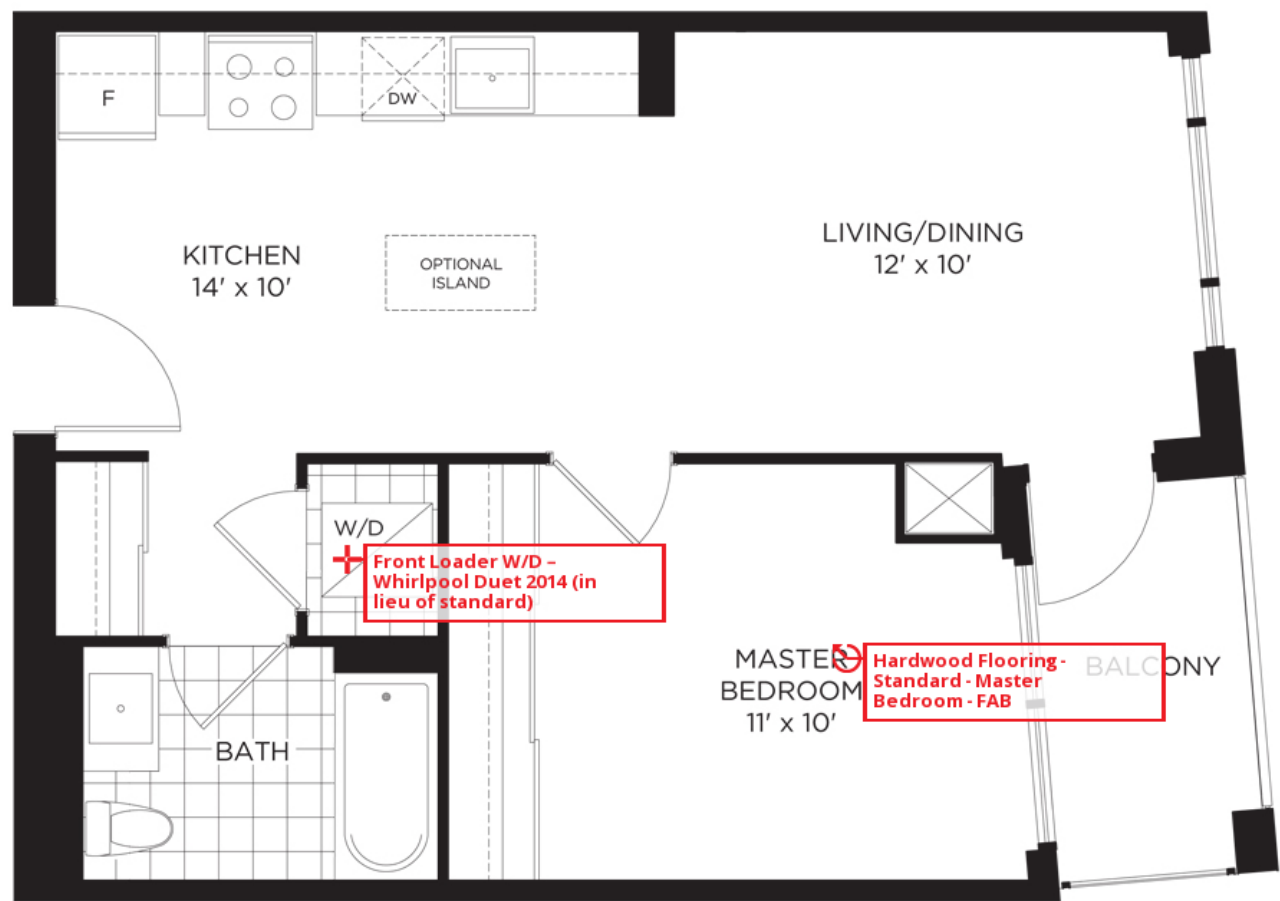 F
DW
KITCHEN
14' x 10'
OPTIONAL
ISLAND
LIVING/DINING
12' x 10'
W/D
Front Loader W/D –
Whirlpool Duet 2014 (in
lieu of standard)
MASTER
BEDROOM
11' x 10'
Hardwood Flooring-
Standard - Master
Bedroom - FAB
BALCONY
BATH